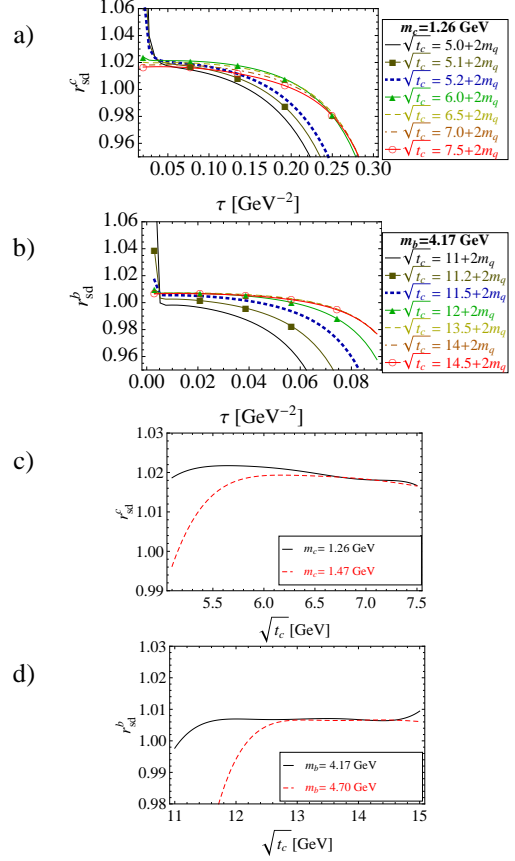 a)
r_sd^c
1.06
1.04
1.02
1.00
0.98
0.96
0.05 0.10 0.15 0.20 0.25 0.30
τ [GeV⁻²]
m_c=1.26 GeV
√t_c = 5.0+2m_q
√t_c = 5.1+2m_q
√t_c = 5.2+2m_q
√t_c = 6.0+2m_q
√t_c = 6.5+2m_q
√t_c = 7.0+2m_q
√t_c = 7.5+2m_q
b)
r_sd^b
1.06
1.04
1.02
1.00
0.98
0.96
0.00 0.02 0.04 0.06 0.08
τ [GeV⁻²]
m_b=4.17 GeV
√t_c = 11+2m_q
√t_c = 11.2+2m_q
√t_c = 11.5+2m_q
√t_c = 12+2m_q
√t_c = 13.5+2m_q
√t_c = 14+2m_q
√t_c = 14.5+2m_q
c)
r_sd^c
1.03
1.02
1.01
1.00
0.99
5.5 6.0 6.5 7.0 7.5
√t_c [GeV]
m_c= 1.26 GeV
m_c= 1.47 GeV
d)
r_sd^b
1.03
1.02
1.01
1.00
0.99
0.98
11 12 13 14 15
√t_c [GeV]
m_b= 4.17 GeV
m_b= 4.70 GeV